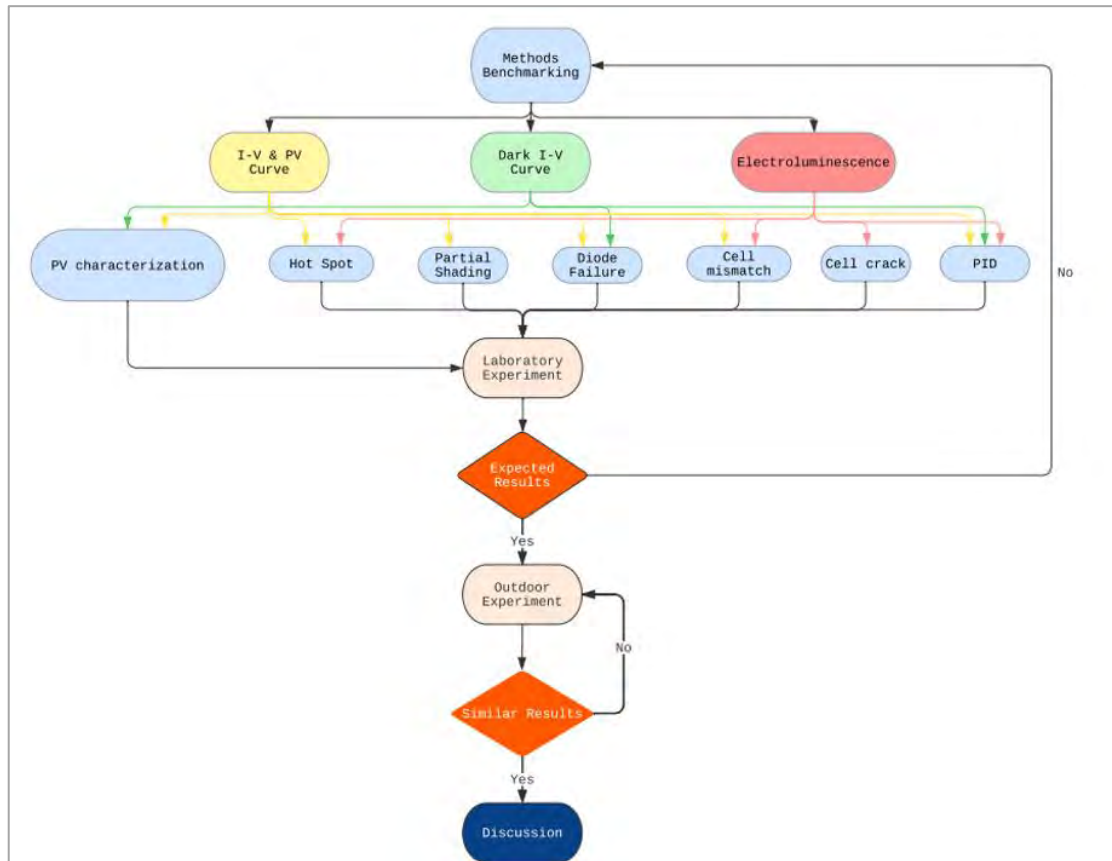 Methods
Benchmarking
I-V & PV
Curve
Dark I-V
Curve
Electroluminescence
PV characterization
Hot Spot
Partial
Shading
Diode
Failure
Cell
mismatch
Cell crack
PID
No
Laboratory
Experiment
Expected
Results
Yes
Outdoor
Experiment
No
Similar Results
Yes
Discussion